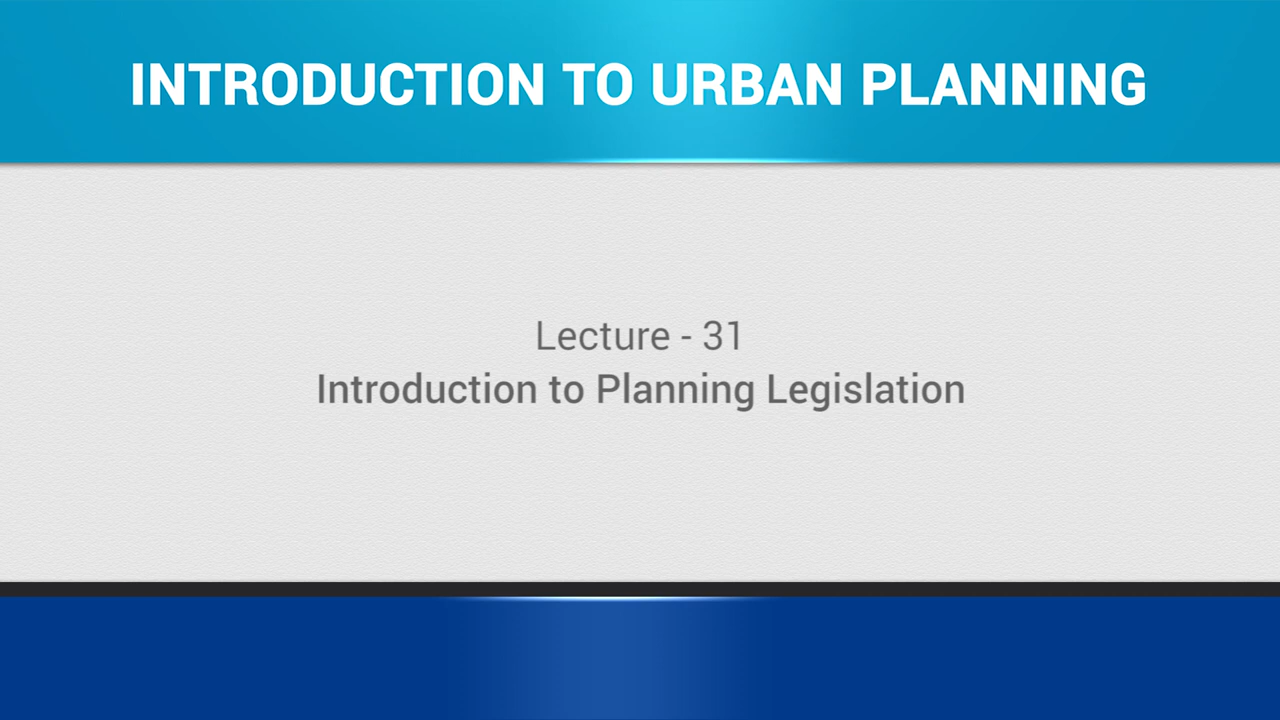 INTRODUCTION TO URBAN PLANNING
Lecture - 31
Introduction to Planning Legislation